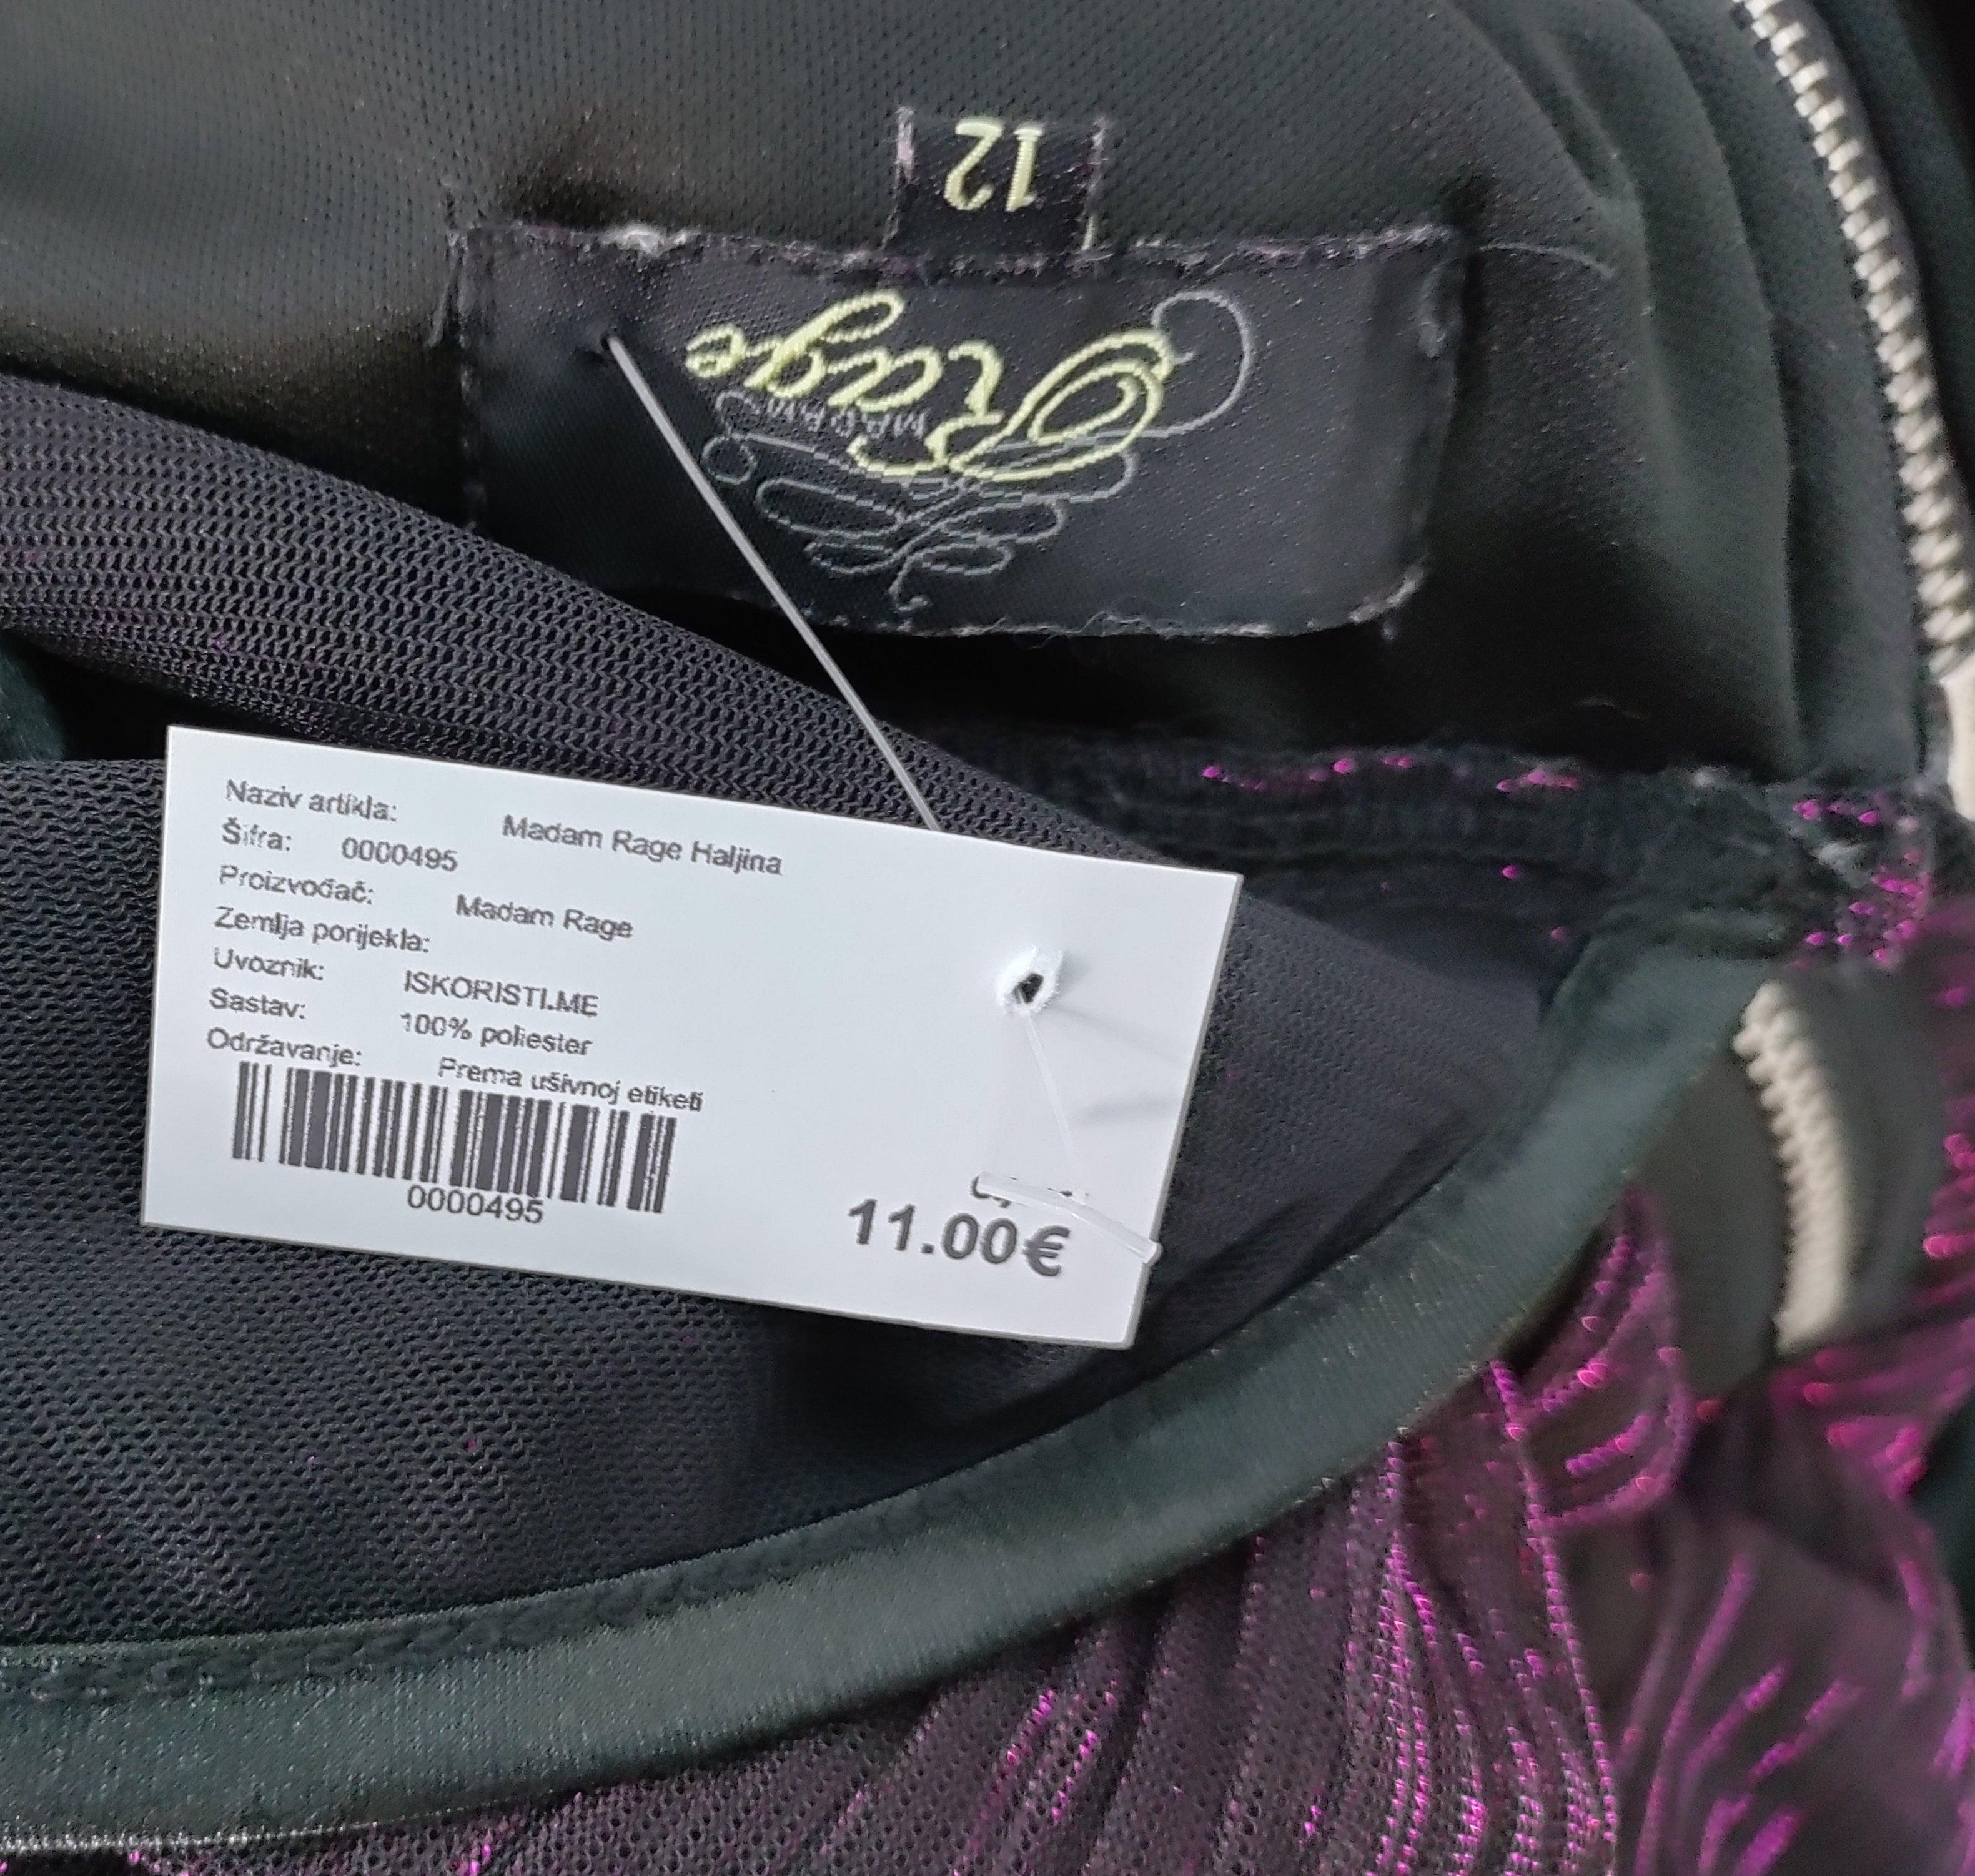 12
Rage
MADAM
Naziv artikla: Madam Rage Haljina
Šifra: 0000495
Proizvođač: Madam Rage
Zemlja porijekla:
Uvoznik: ISKORISTI.ME
Sastav: 100% poliester
Održavanje: Prema ušivnoj etiketi
0000495
11.00€